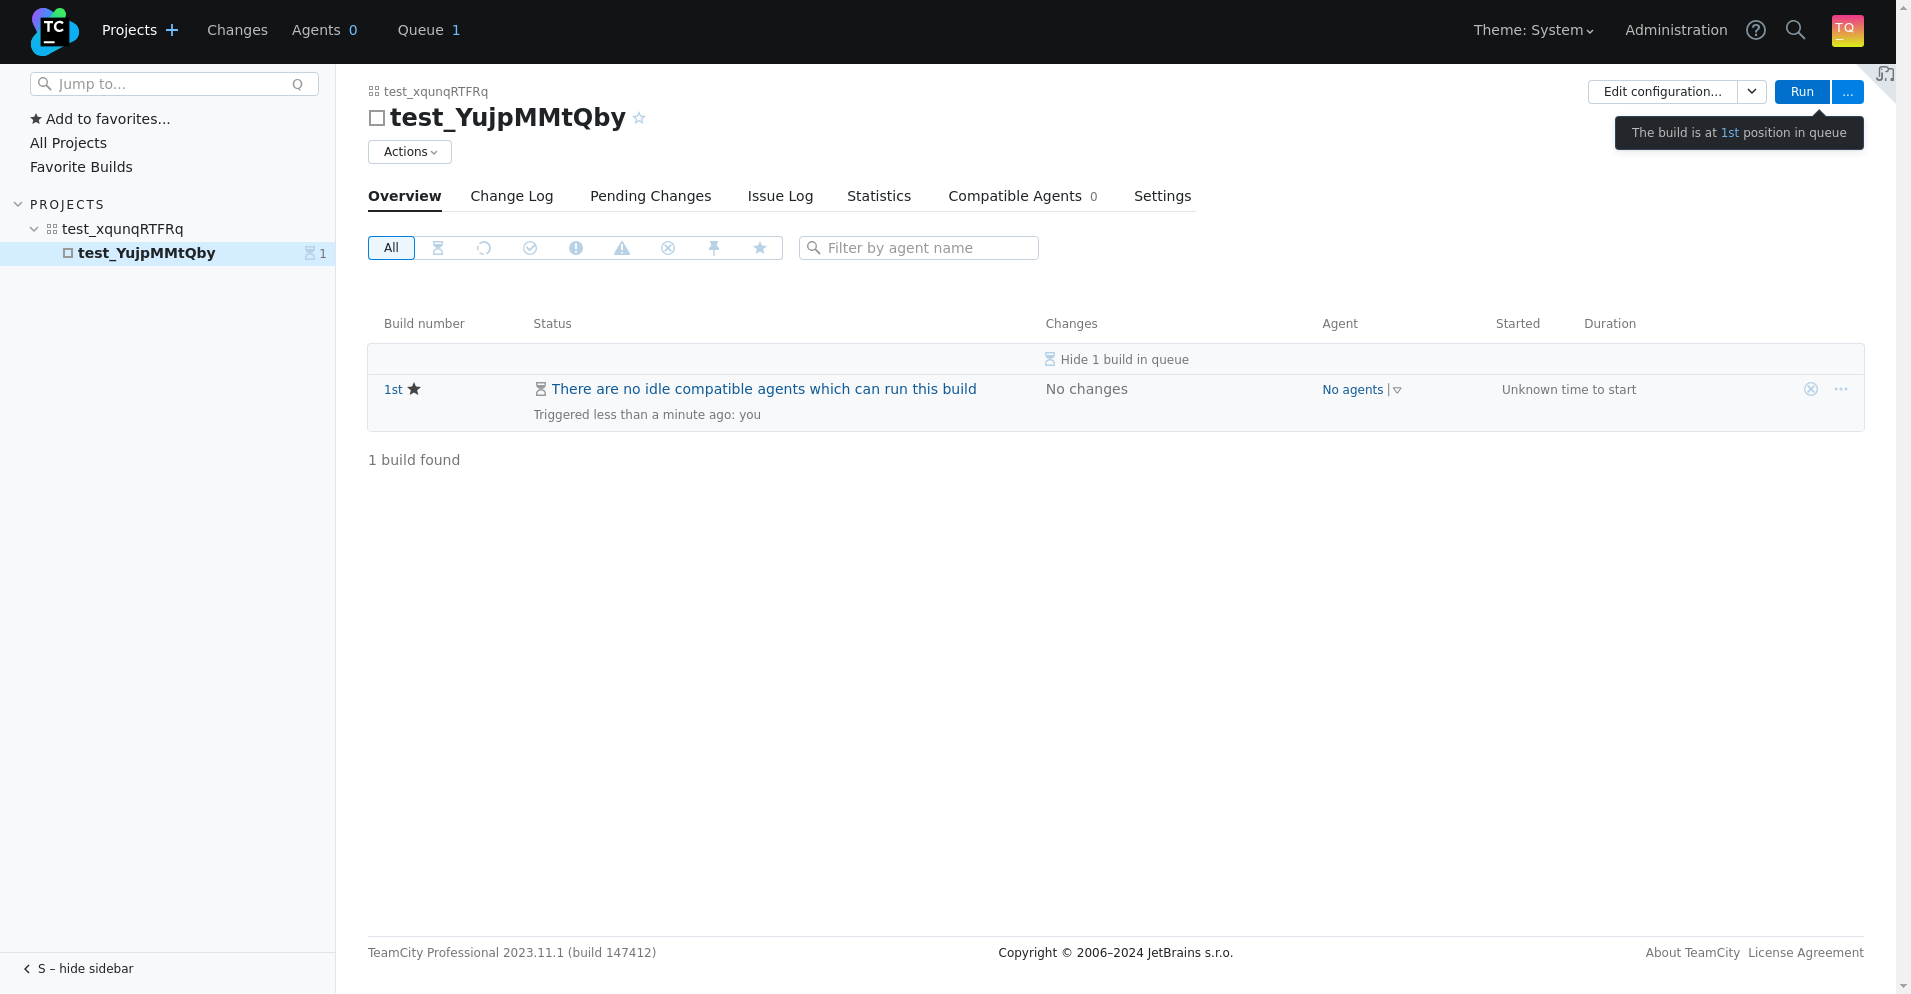 TC
Projects
Changes
Agents 0
Queue 1
Theme: System
Administration
TQ
Jump to...
Q
Add to favorites...
All Projects
Favorite Builds
PROJECTS
test_xqunqRTFRq
test_YujpMMtQby
1
S – hide sidebar
test_xqunqRTFRq
test_YujpMMtQby
Actions
Edit configuration...
Run
...
The build is at 1st position in queue
Overview
Change Log
Pending Changes
Issue Log
Statistics
Compatible Agents 0
Settings
All
Filter by agent name
Build number
Status
Changes
Agent
Started
Duration
Hide 1 build in queue
1st
There are no idle compatible agents which can run this build
No changes
No agents
Unknown time to start
Triggered less than a minute ago: you
1 build found
TeamCity Professional 2023.11.1 (build 147412)
Copyright © 2006–2024 JetBrains s.r.o.
About TeamCity
License Agreement